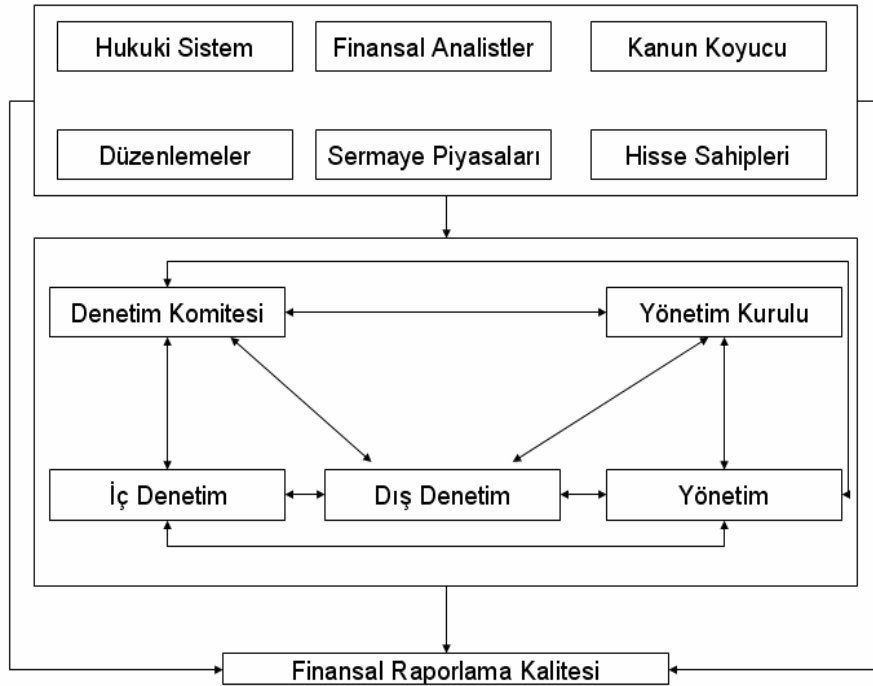 Hukuki Sistem
Finansal Analistler
Kanun Koyucu
Düzenlemeler
Sermaye Piyasaları
Hisse Sahipleri
Denetim Komitesi
Yönetim Kurulu
İç Denetim
Dış Denetim
Yönetim
Finansal Raporlama Kalitesi